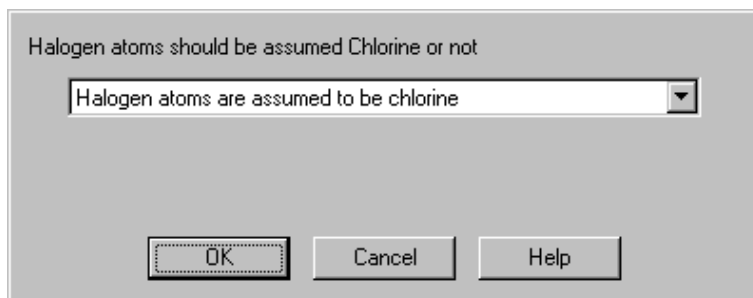 Halogen atoms should be assumed Chlorine or not
Halogen atoms are assumed to be chlorine
OK Cancel Help